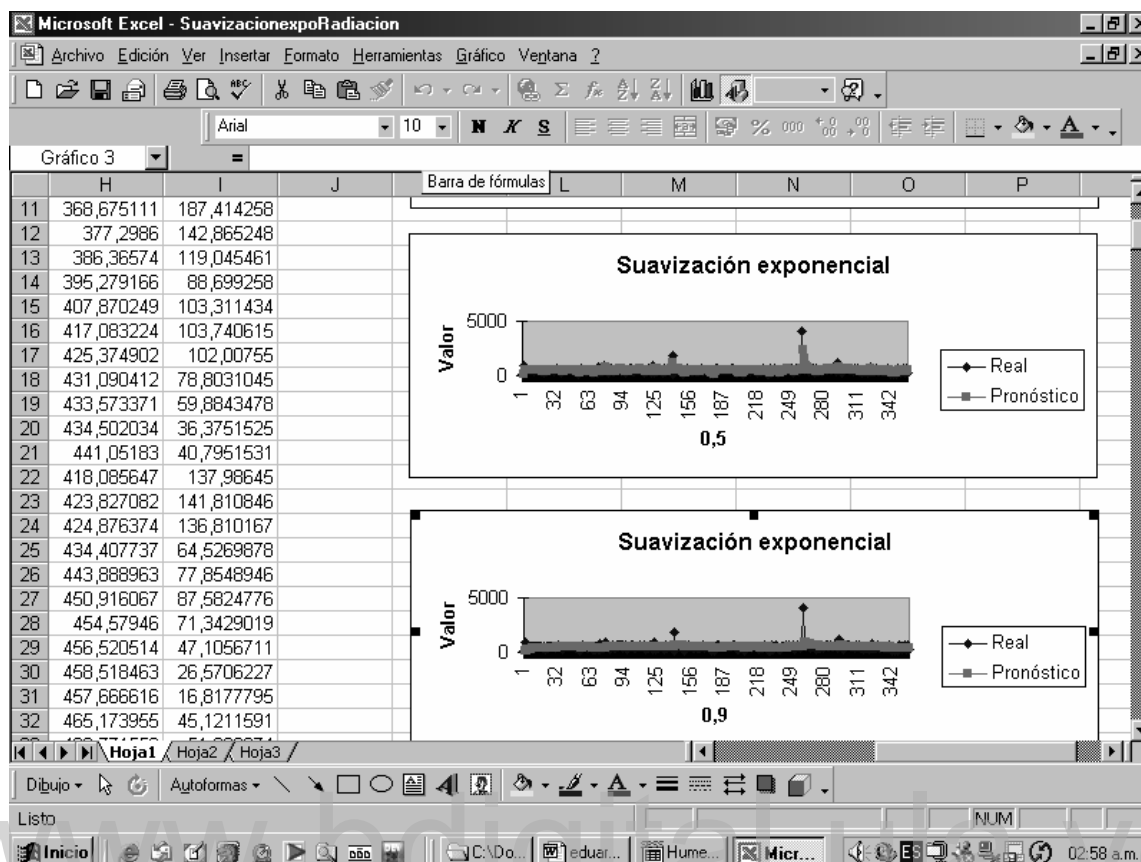 Microsoft Excel - SuavizacionexpoRadiacion
Archivo Edición Ver Insertar Formato Herramientas Gráfico Ventana ?
Arial 10 N K S % 000
Gráfico 3 =
Barra de fórmulas
H I J L M N O P
11 368,675111 187,414258
12 377,2986 142,865248
13 386,36574 119,045461
14 395,279166 88,699258
15 407,870249 103,311434
16 417,083224 103,740615
17 425,374902 102,00755
18 431,090412 78,8031045
19 433,573371 59,8843478
20 434,502034 36,3751525
21 441,05183 40,7951531
22 418,085647 137,98645
23 423,827082 141,810846
24 424,876374 136,810167
25 434,407737 64,5269878
26 443,888963 77,8548946
27 450,916067 87,5824776
28 454,57946 71,3429019
29 456,520514 47,1056711
30 458,518463 26,5706227
31 457,666616 16,8177795
32 465,173955 45,1211591
Suavización exponencial
Valor
5000
0
1 32 63 94 125 156 187 218 249 280 311 342
0,5
Real
Pronóstico
Suavización exponencial
Valor
5000
0
1 32 63 94 125 156 187 218 249 280 311 342
0,9
Real
Pronóstico
Hoja1 Hoja2 Hoja3
Dibujo Autoformas
Listo NUM
Inicio C:\Do... eduar... Hume... Micr... ES 02:58 a.m.